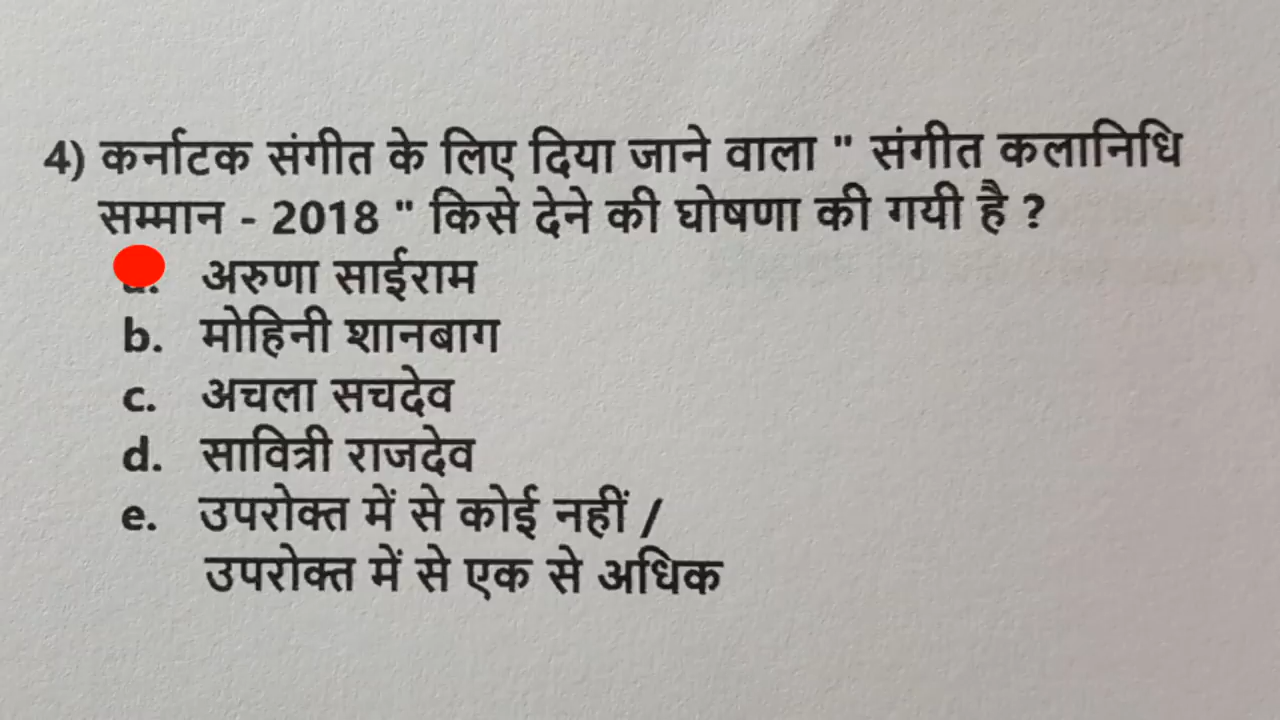 4) कर्नाटक संगीत के लिए दिया जाने वाला " संगीत कलानिधि
सम्मान - 2018 " किसे देने की घोषणा की गयी है ?
a. अरुणा साईराम
b. मोहिनी शानबाग
c. अचला सचदेव
d. सावित्री राजदेव
e. उपरोक्त में से कोई नहीं /
उपरोक्त में से एक से अधिक